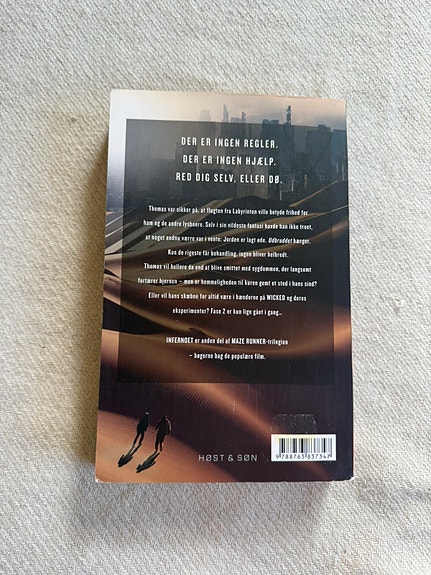 DER ER INGEN REGLER.
DER ER INGEN HJÆLP.
RED DIG SELV, ELLER DØ.
Thomas var sikker på, at flugten fra Labyrinten ville betyde frihed for
ham og de andre lysboere. Selv i sin vildeste fantasi havde han ikke troet,
at noget endnu værre var i vente: Jorden er lagt øde. Udbruddet hærger.
Kun de rigeste får behandling, ingen bliver helbredt.
Thomas vil hellere dø end at blive smittet med sygdommen, der langsomt
fortærer hjernen – men er hemmeligheden til kuren gemt et sted i hans sind?
Eller vil hans skæbne for altid være i hænderne på WICKED og deres
eksperimenter? Fase 2 er kun lige gået i gang...
INFERNOET er anden del af MAZE RUNNER-trilogien
– bøgerne bag de populære film.
HØST & SØN
9 788763 837347